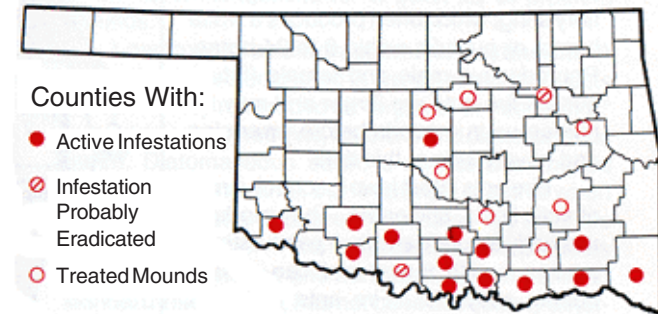 Counties With:
Active Infestations
Infestation
Probably
Eradicated
Treated Mounds